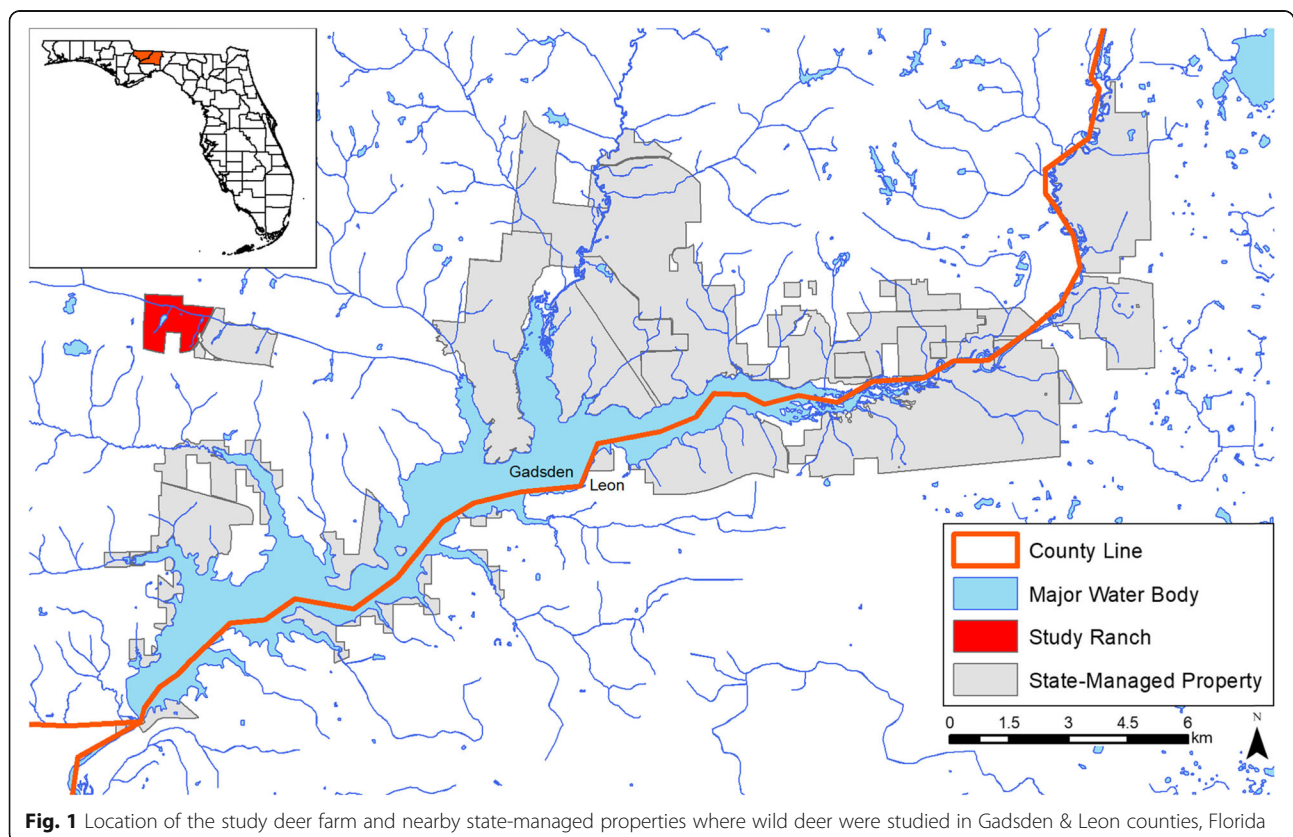 Gadsden
Leon
County Line
Major Water Body
Study Ranch
State-Managed Property
0 1.5 3 4.5 6
km
N
Fig. 1 Location of the study deer farm and nearby state-managed properties where wild deer were studied in Gadsden & Leon counties, Florida